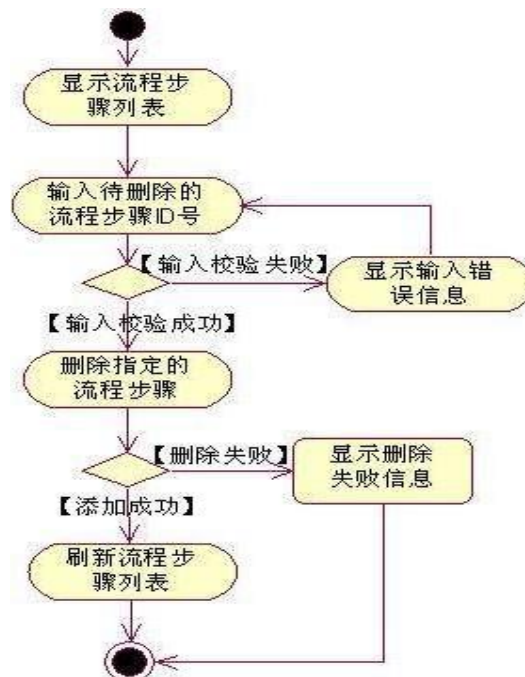 显示流程步
骤列表
输入待删除的
流程步骤ID号
【输入校验失败】
显示输入错
误信息
【输入校验成功】
删除指定的
流程步骤
【删除失败】
显示删除
失败信息
【添加成功】
刷新流程步
骤列表